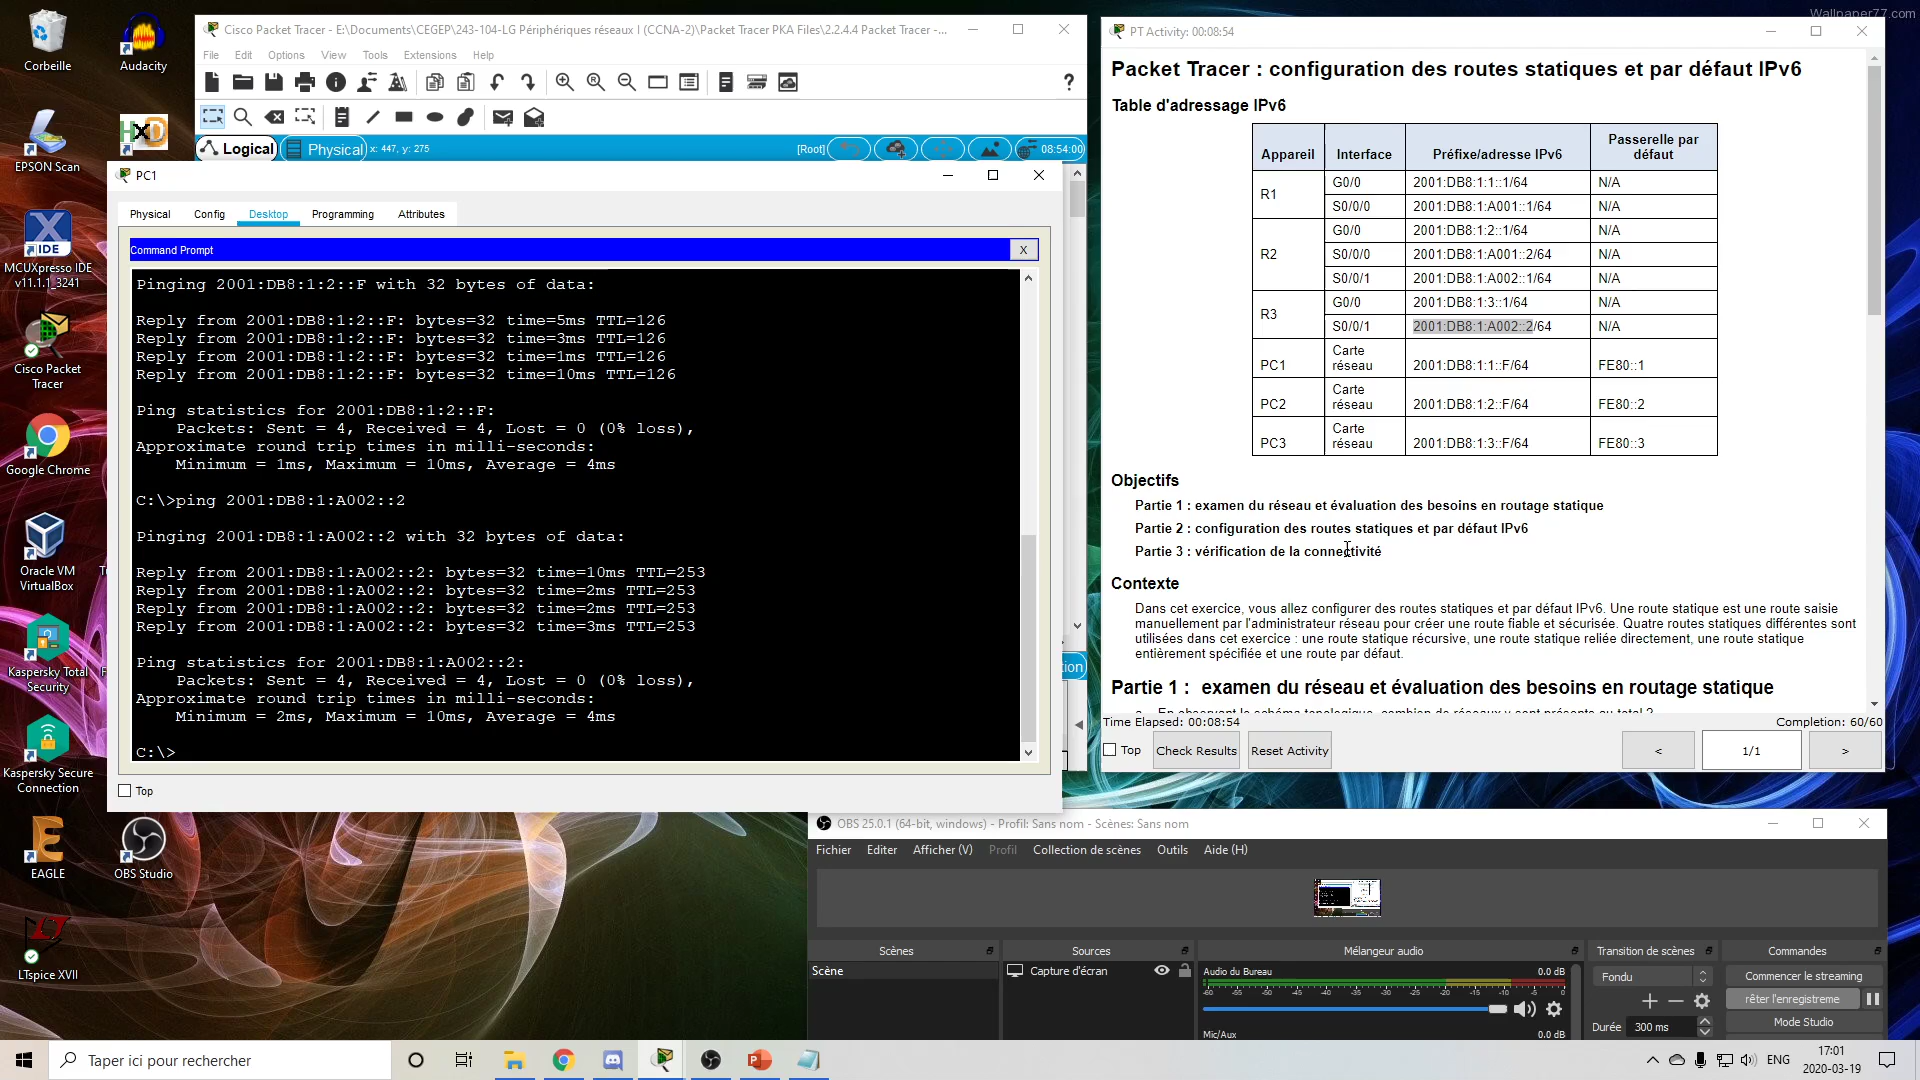 Wallpaper77.com
Corbeille
Audacity
EPSON Scan
HxD
MCUXpresso IDE
v11.1.1_3241
IDE
Cisco Packet
Tracer
Google Chrome
Oracle VM
VirtualBox
Kaspersky Total
Security
Kaspersky Secure
Connection
EAGLE
OBS Studio
LTspice XVII
Cisco Packet Tracer - E:\Documents\CEGEP\243-104-LG Périphériques réseaux I (CCNA-2)\Packet Tracer PKA Files\2.2.4.4 Packet Tracer -...
File Edit Options View Tools Extensions Help
Logical Physical x: 447, y: 275 [Root] 08:54:00
PC1
Physical Config Desktop Programming Attributes
Command Prompt X
Pinging 2001:DB8:1:2::F with 32 bytes of data:
Reply from 2001:DB8:1:2::F: bytes=32 time=5ms TTL=126
Reply from 2001:DB8:1:2::F: bytes=32 time=3ms TTL=126
Reply from 2001:DB8:1:2::F: bytes=32 time=1ms TTL=126
Reply from 2001:DB8:1:2::F: bytes=32 time=10ms TTL=126
Ping statistics for 2001:DB8:1:2::F:
Packets: Sent = 4, Received = 4, Lost = 0 (0% loss),
Approximate round trip times in milli-seconds:
Minimum = 1ms, Maximum = 10ms, Average = 4ms
C:\>ping 2001:DB8:1:A002::2
Pinging 2001:DB8:1:A002::2 with 32 bytes of data:
Reply from 2001:DB8:1:A002::2: bytes=32 time=10ms TTL=253
Reply from 2001:DB8:1:A002::2: bytes=32 time=2ms TTL=253
Reply from 2001:DB8:1:A002::2: bytes=32 time=2ms TTL=253
Reply from 2001:DB8:1:A002::2: bytes=32 time=3ms TTL=253
Ping statistics for 2001:DB8:1:A002::2:
Packets: Sent = 4, Received = 4, Lost = 0 (0% loss),
Approximate round trip times in milli-seconds:
Minimum = 2ms, Maximum = 10ms, Average = 4ms
C:\>
Top
PT Activity: 00:08:54
Packet Tracer : configuration des routes statiques et par défaut IPv6
Table d'adressage IPv6
Appareil Interface Préfixe/adresse IPv6 Passerelle par défaut
R1 G0/0 2001:DB8:1:1::1/64 N/A
S0/0/0 2001:DB8:1:A001::1/64 N/A
R2 G0/0 2001:DB8:1:2::1/64 N/A
S0/0/0 2001:DB8:1:A001::2/64 N/A
S0/0/1 2001:DB8:1:A002::1/64 N/A
R3 G0/0 2001:DB8:1:3::1/64 N/A
S0/0/1 2001:DB8:1:A002::2/64 N/A
PC1 Carte réseau 2001:DB8:1:1::F/64 FE80::1
PC2 Carte réseau 2001:DB8:1:2::F/64 FE80::2
PC3 Carte réseau 2001:DB8:1:3::F/64 FE80::3
Objectifs
Partie 1 : examen du réseau et évaluation des besoins en routage statique
Partie 2 : configuration des routes statiques et par défaut IPv6
Partie 3 : vérification de la connectivité
Contexte
Dans cet exercice, vous allez configurer des routes statiques et par défaut IPv6. Une route statique est une route saisie
manuellement par l'administrateur réseau pour créer une route fiable et sécurisée. Quatre routes statiques différentes sont
utilisées dans cet exercice : une route statique récursive, une route statique reliée directement, une route statique
entièrement spécifiée et une route par défaut.
Partie 1 : examen du réseau et évaluation des besoins en routage statique
Time Elapsed: 00:08:54 Completion: 60/60
Top Check Results Reset Activity < 1/1 >
OBS 25.0.1 (64-bit, windows) - Profil: Sans nom - Scènes: Sans nom
Fichier Editer Afficher (V) Profil Collection de scènes Outils Aide (H)
Scènes Sources Mélangeur audio Transition de scènes Commandes
Scène Capture d'écran Audio du Bureau 0.0 dB Fondu Commencer le streaming
-60 -55 -50 -45 -40 -35 -30 -25 -20 -15 -10 -5 0
rêter l'enregistreme
Mic/Aux 0.0 dB Durée 300 ms Mode Studio
Taper ici pour rechercher
ENG 17:01
2020-03-19